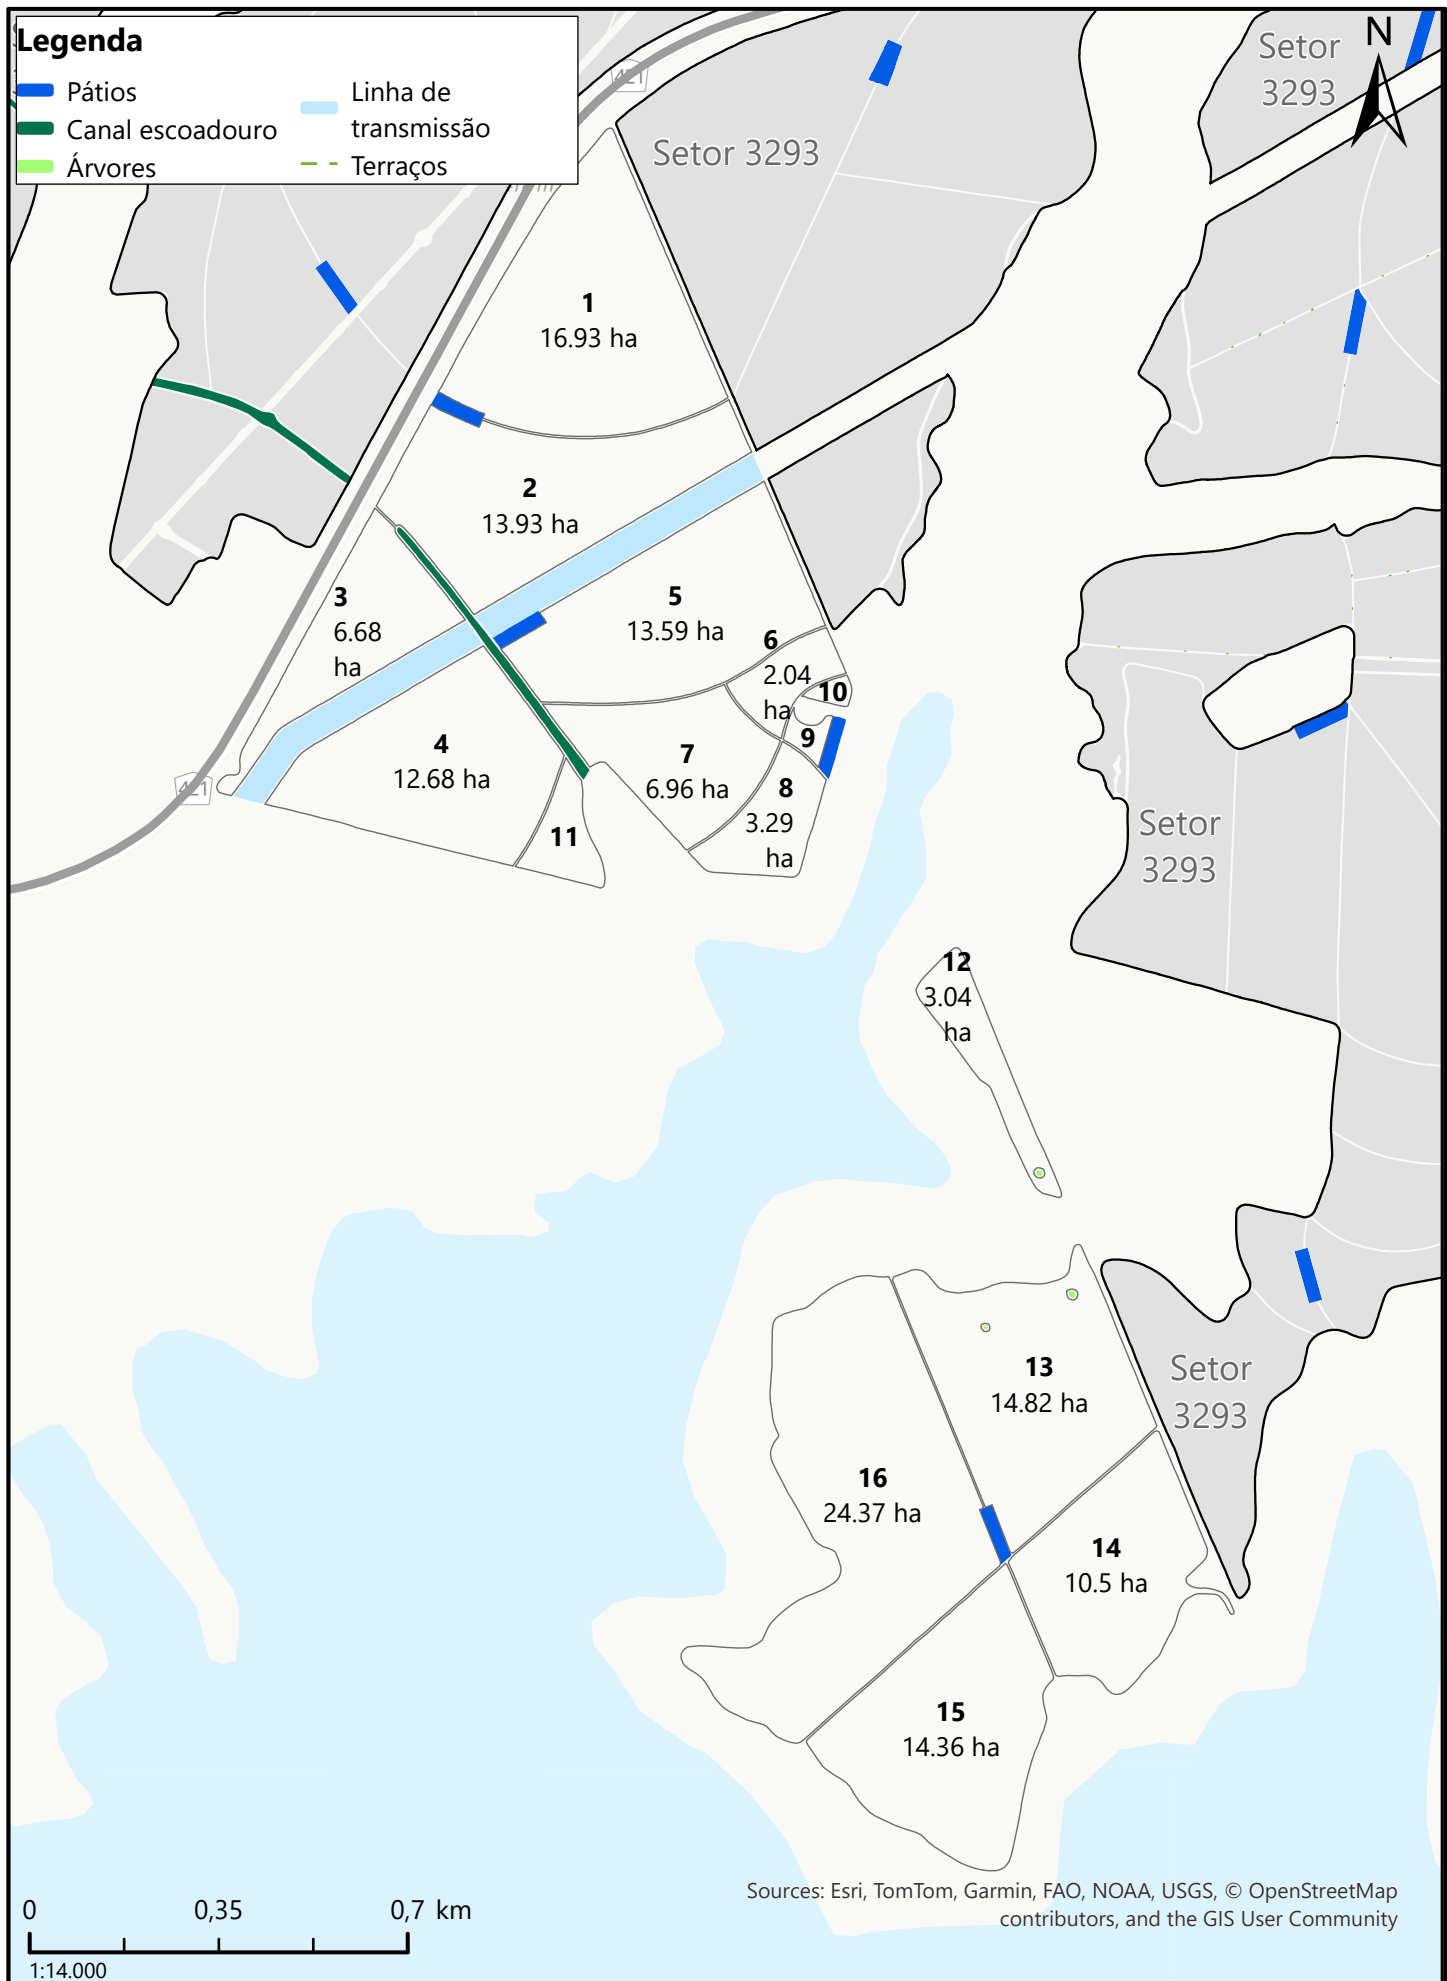 Legenda
Pátios
Canal escoadouro
Árvores
Linha de
transmissão
Terraços
421
Setor 3293
Setor
3293
N
1
16.93 ha
2
13.93 ha
3
6.68
ha
5
13.59 ha
6
2.04
ha
10
9
4
12.68 ha
7
6.96 ha
8
3.29
ha
11
421
Setor
3293
12
3.04
ha
13
14.82 ha
Setor
3293
16
24.37 ha
14
10.5 ha
15
14.36 ha
Sources: Esri, TomTom, Garmin, FAO, NOAA, USGS, © OpenStreetMap
contributors, and the GIS User Community
0 0,35 0,7 km
1:14.000